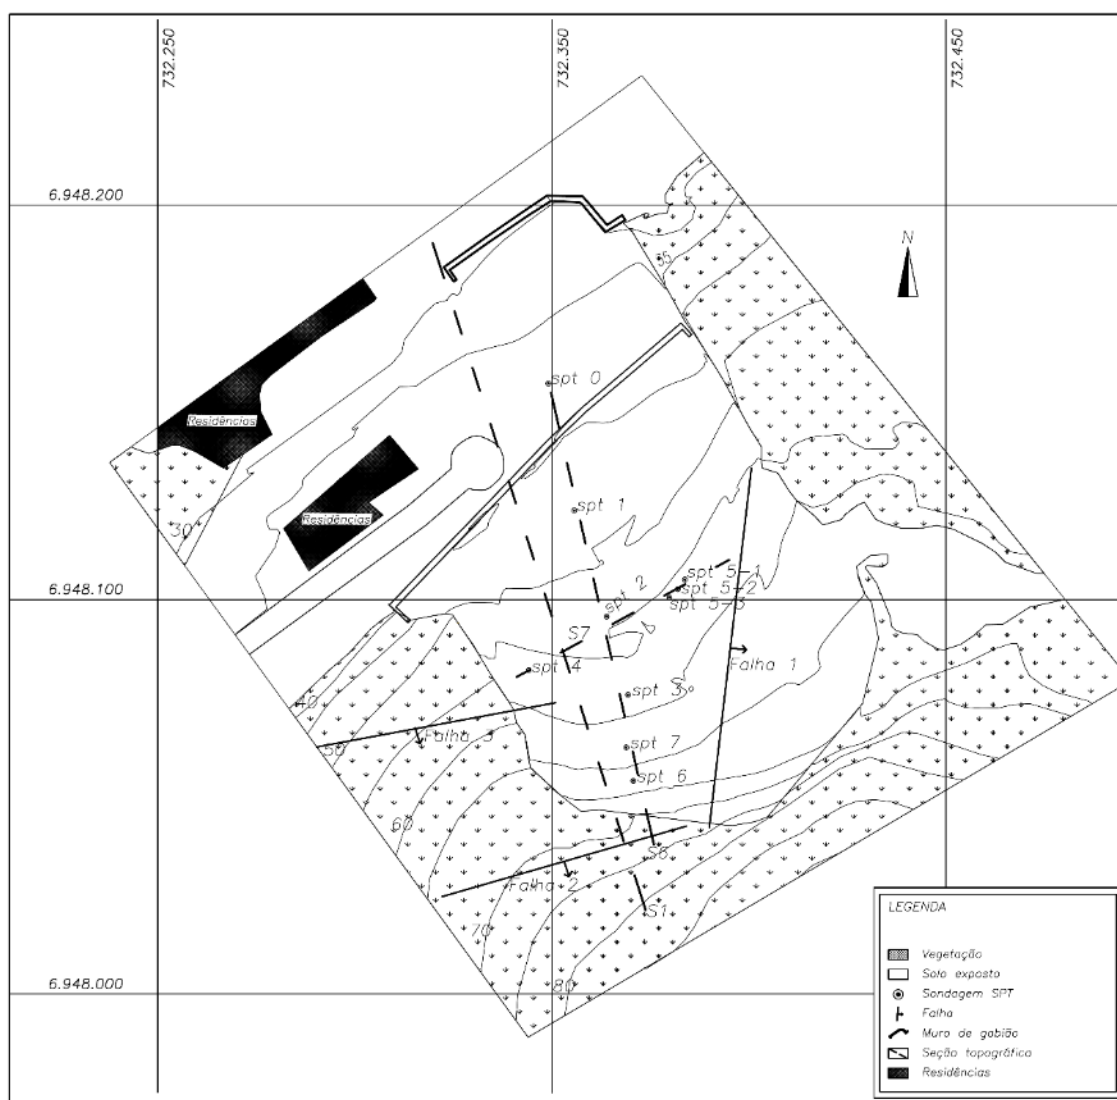 732.250
732.350
732.450
6.948.200
N
35
spt 0
Residências
spt 1
Residências
30
spt 5-1
spt 5-2
spt 5-3
6.948.100
spt 2
S7
spt 4
Falha 1
spt 3
40
Falha 3
50
spt 7
spt 6
60
S6
Falha 2
S1
70
6.948.000
80
LEGENDA
Vegetação
Solo exposto
Sondagem SPT
Falha
Muro de gabião
Seção topográfica
Residências